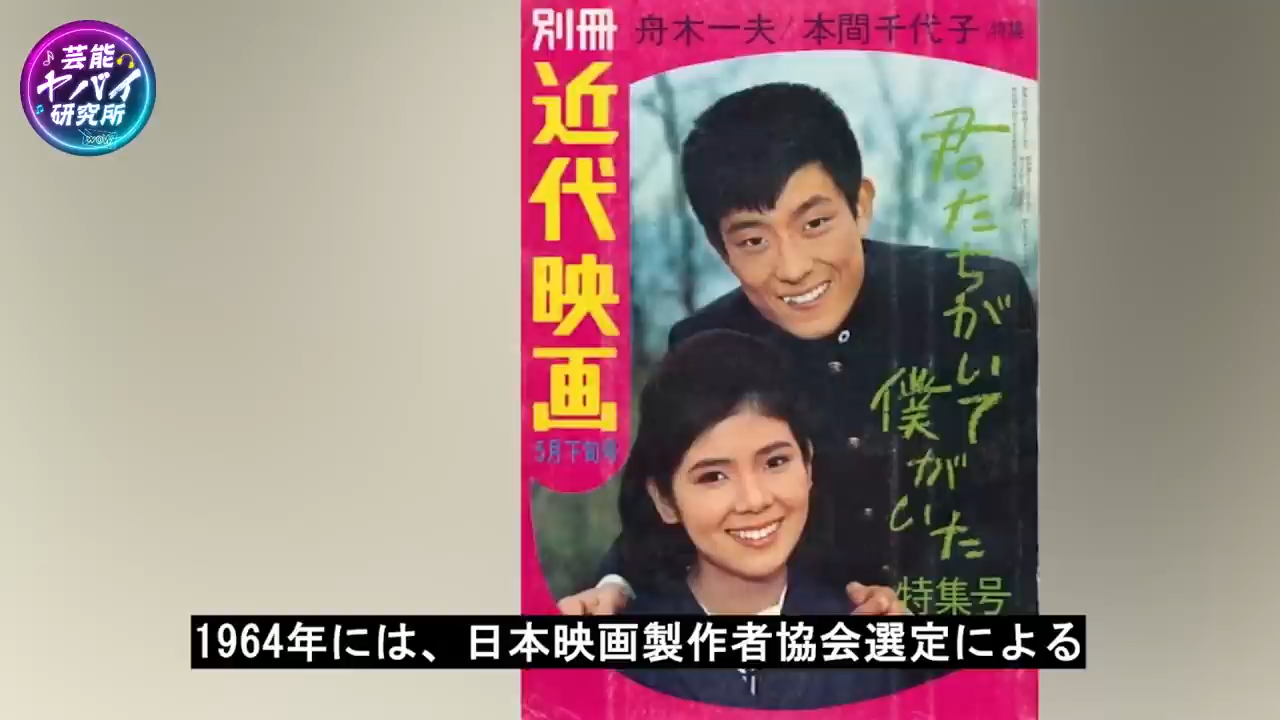 芸能
ヤバイ
研究所
WOW
別冊
舟木一夫/本間千代子 特集
近代映画
5月下旬号
君たちがいて
僕がいた
特集号
1964年には、日本映画製作者協会選定による